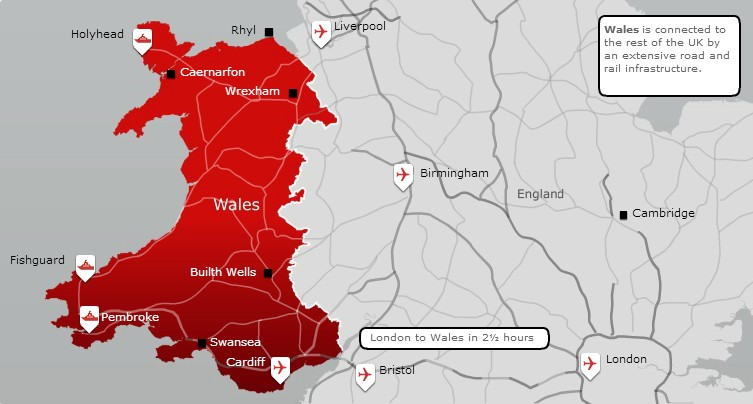 Holyhead
Rhyl
Liverpool
Wales is connected to
the rest of the UK by
an extensive road and
rail infrastructure.
Caernarfon
Wrexham
Birmingham
England
Wales
Cambridge
Fishguard
Builth Wells
Pembroke
Swansea
London to Wales in 2½ hours
Cardiff
Bristol
London